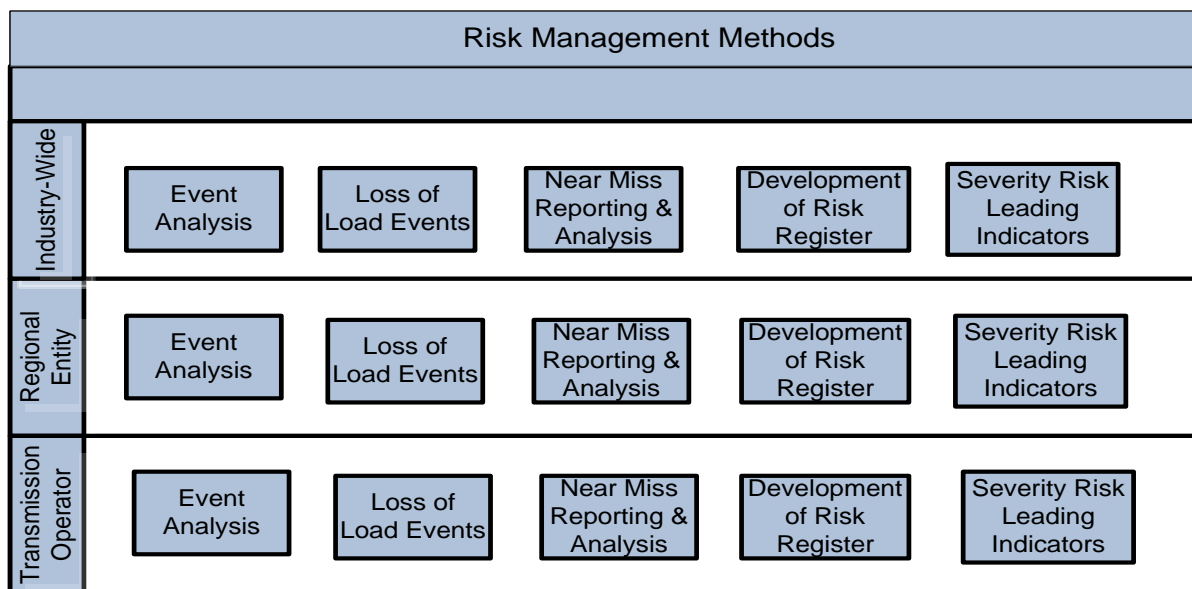 Risk Management Methods
Industry-Wide
Event
Analysis
Loss of
Load Events
Near Miss
Reporting &
Analysis
Development
of Risk
Register
Severity Risk
Leading
Indicators
Regional
Entity
Event
Analysis
Loss of
Load Events
Near Miss
Reporting &
Analysis
Development
of Risk
Register
Severity Risk
Leading
Indicators
Transmission
Operator
Event
Analysis
Loss of
Load Events
Near Miss
Reporting &
Analysis
Development
of Risk
Register
Severity Risk
Leading
Indicators